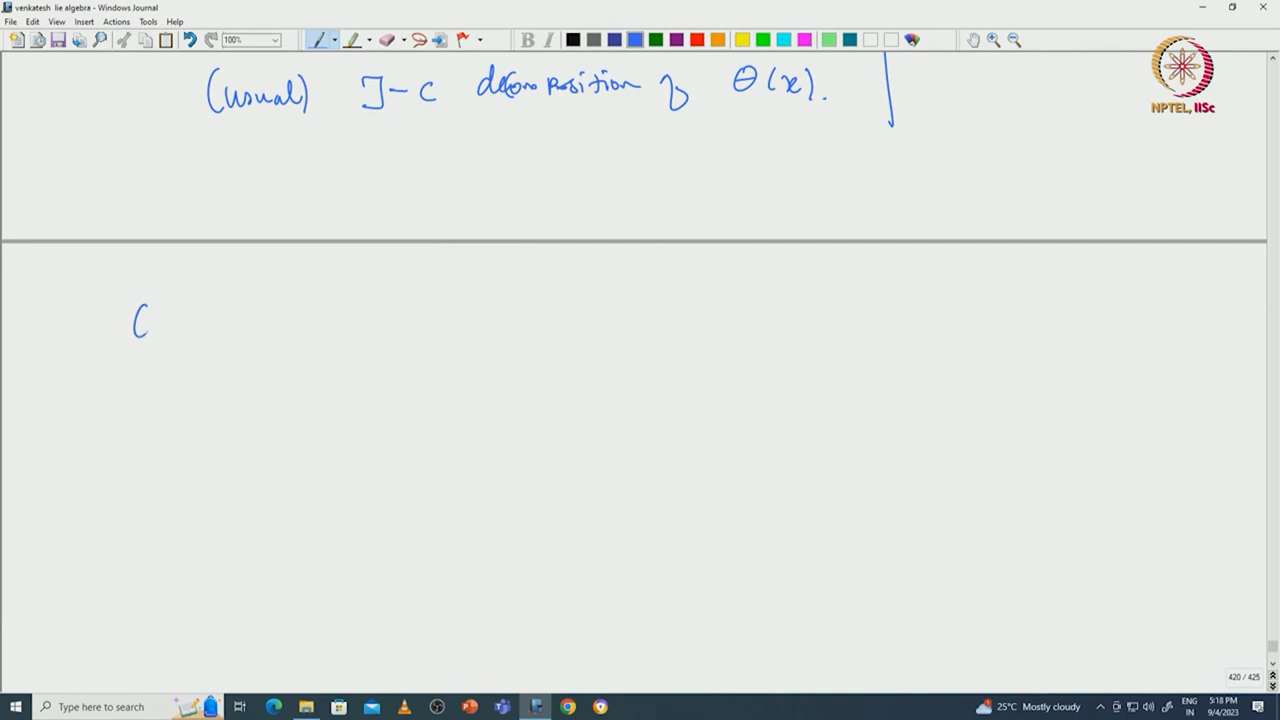 venkatesh lie algebra - Windows Journal
File Edit View Insert Actions Tools Help
100%
B I
(usual) J-C decomposition of θ(x).
NPTEL, IISc
(
420 / 425
Type here to search
25°C Mostly cloudy
ENG
IN
5:18 PM
9/4/2023